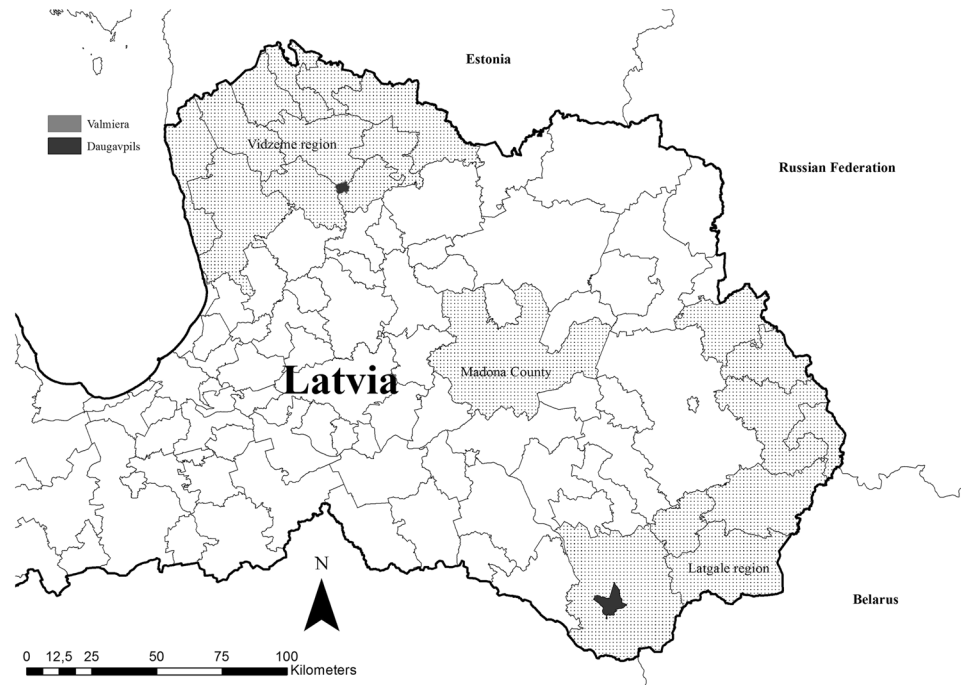 Estonia
Valmiera
Daugavpils
Vidzeme region
Russian Federation
Madona County
Latvia
N
Latgale region
Belarus
0 12,5 25 50 75 100
Kilometers